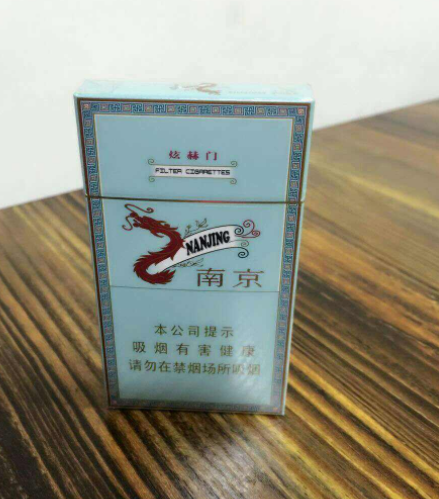 炫赫门
FILTER CIGARETTES
NANJING
南京
本公司提示
吸烟有害健康
请勿在禁烟场所吸烟